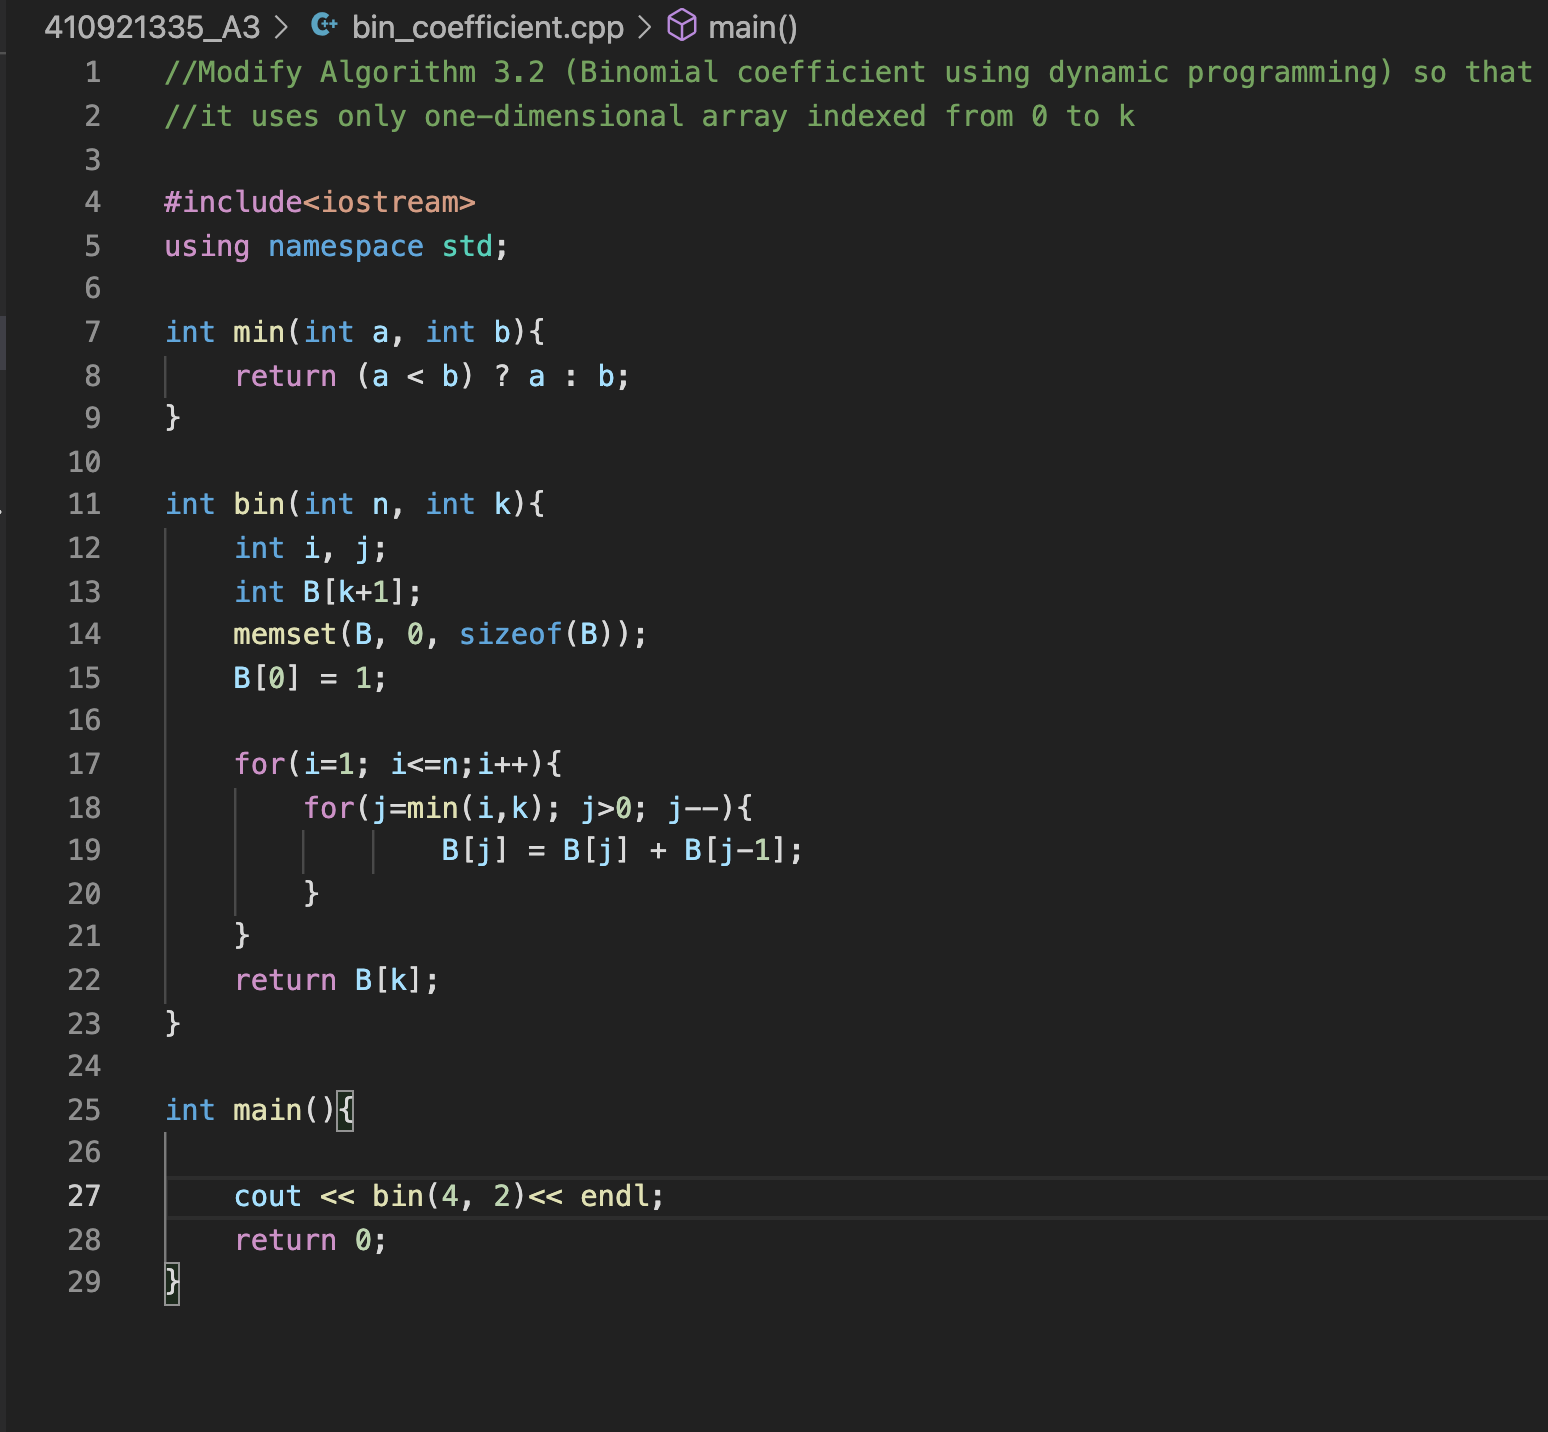 410921335_A3 > C++ bin_coefficient.cpp > main()
1 //Modify Algorithm 3.2 (Binomial coefficient using dynamic programming) so that
2 //it uses only one-dimensional array indexed from 0 to k
3
4 #include<iostream>
5 using namespace std;
6
7 int min(int a, int b){
8     return (a < b) ? a : b;
9 }
10
11 int bin(int n, int k){
12     int i, j;
13     int B[k+1];
14     memset(B, 0, sizeof(B));
15     B[0] = 1;
16
17     for(i=1; i<=n;i++){
18         for(j=min(i,k); j>0; j--){
19                 B[j] = B[j] + B[j-1];
20         }
21     }
22     return B[k];
23 }
24
25 int main(){
26
27     cout << bin(4, 2)<< endl;
28     return 0;
29 }